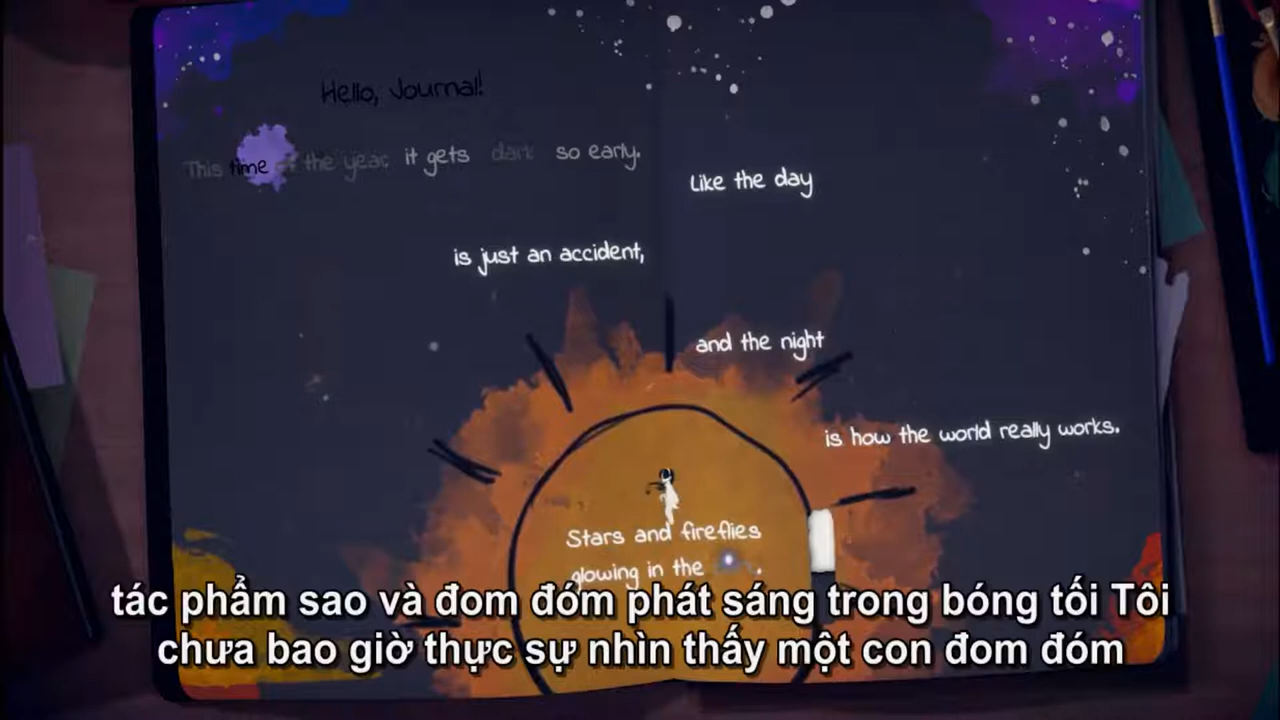 Hello, Journal!
This time of the year, it gets dark so early.
Like the day
is just an accident,
and the night
is how the world really works.
Stars and fireflies
glowing in the .
tác phẩm sao và đom đóm phát sáng trong bóng tối Tôi
chưa bao giờ thực sự nhìn thấy một con đom đóm